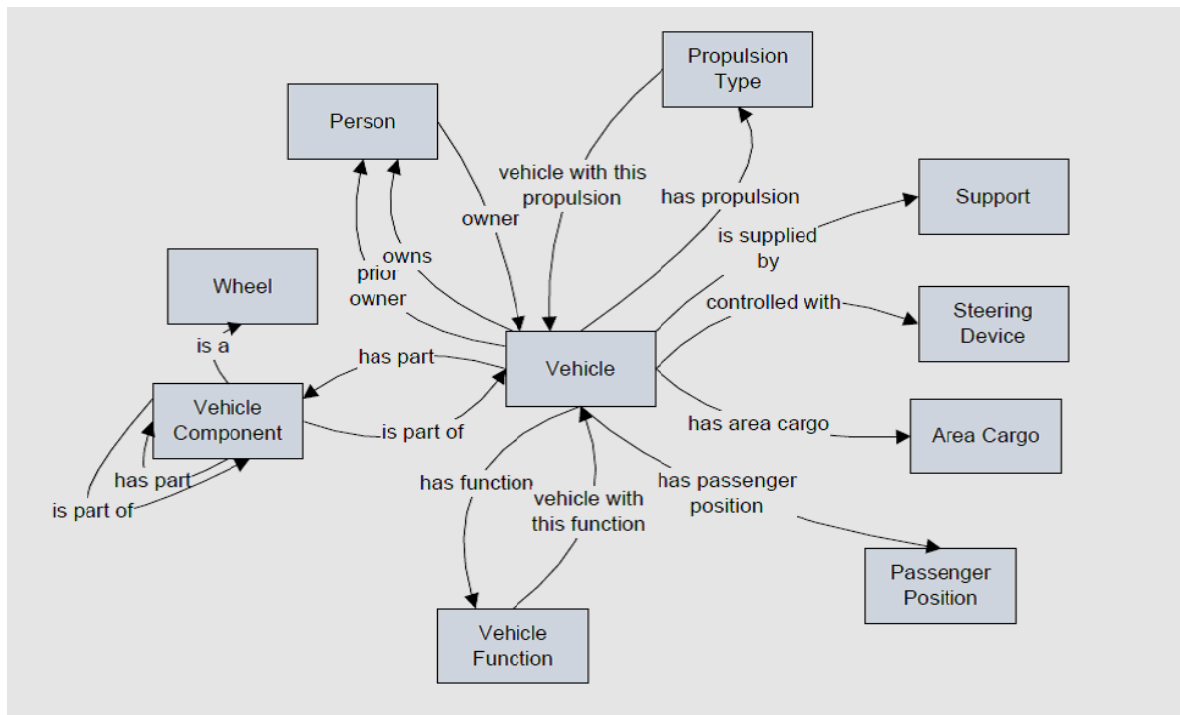 Propulsion
Type
Person
vehicle with this
propulsion
has propulsion
Support
owner
is supplied
by
owns
prior
owner
Wheel
controlled with
Steering
Device
is a
has part
Vehicle
Vehicle
Component
is part of
has area cargo
Area Cargo
has part
is part of
has function
vehicle with
this function
has passenger
position
Passenger
Position
Vehicle
Function